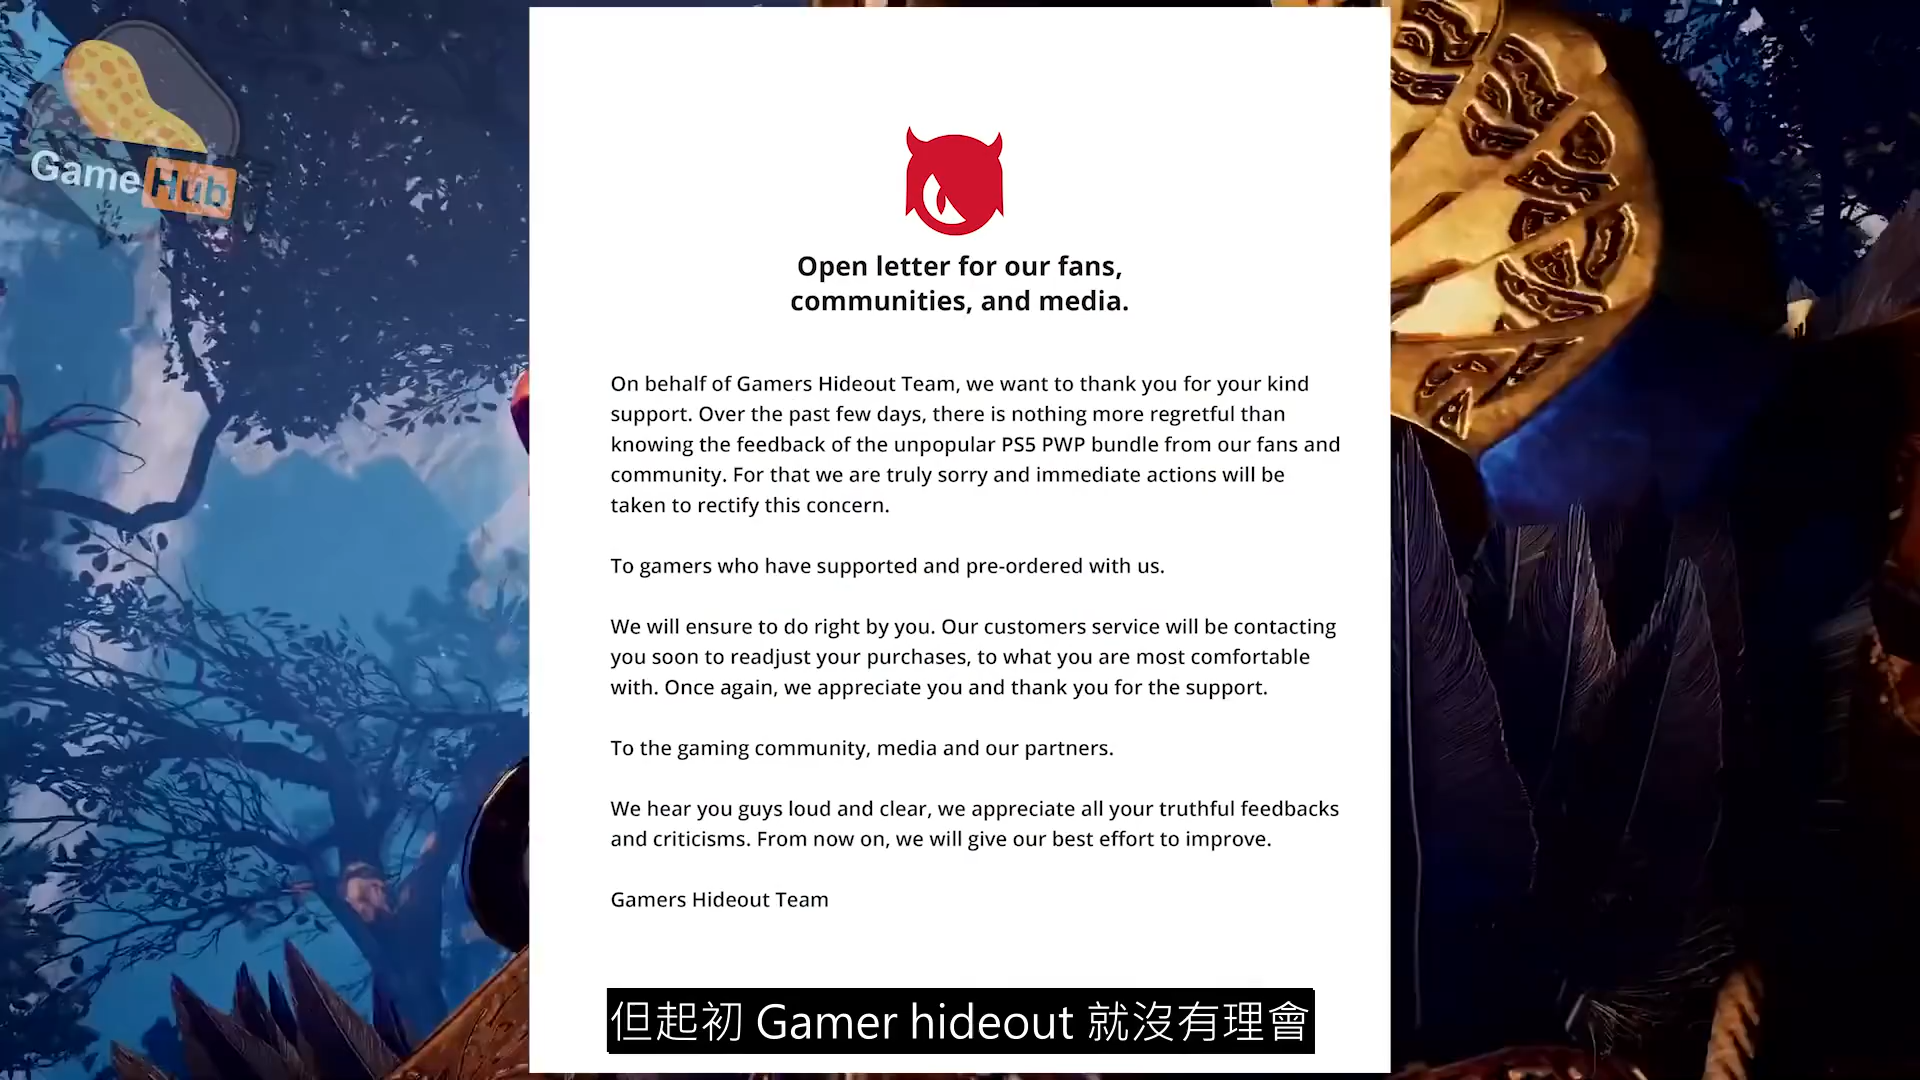 Game Hub
Open letter for our fans,
communities, and media.
On behalf of Gamers Hideout Team, we want to thank you for your kind
support. Over the past few days, there is nothing more regretful than
knowing the feedback of the unpopular PS5 PWP bundle from our fans and
community. For that we are truly sorry and immediate actions will be
taken to rectify this concern.
To gamers who have supported and pre-ordered with us.
We will ensure to do right by you. Our customers service will be contacting
you soon to readjust your purchases, to what you are most comfortable
with. Once again, we appreciate you and thank you for the support.
To the gaming community, media and our partners.
We hear you guys loud and clear, we appreciate all your truthful feedbacks
and criticisms. From now on, we will give our best effort to improve.
Gamers Hideout Team
但起初 Gamer hideout 就沒有理會